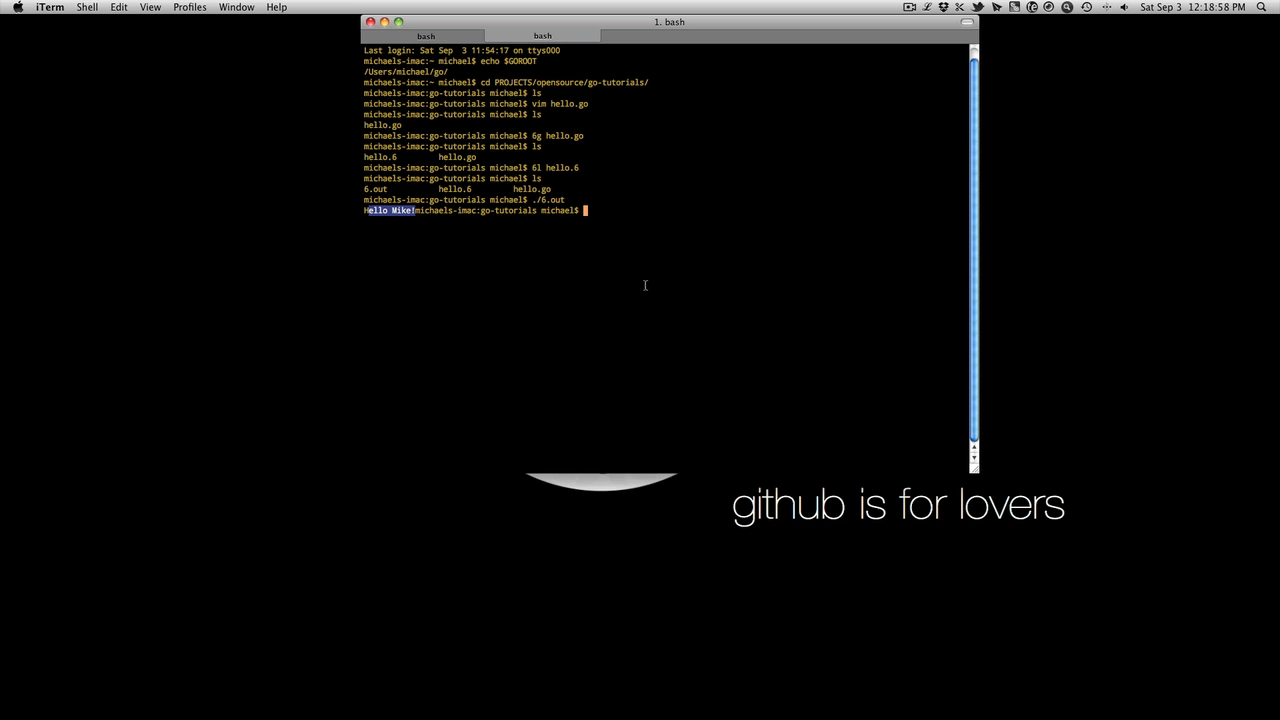 iTerm Shell Edit View Profiles Window Help Sat Sep 3 12:18:58 PM
1. bash
bash bash
Last login: Sat Sep  3 11:54:17 on ttys000
michaels-imac:~ michael$ echo $GOROOT
/Users/michael/go/
michaels-imac:~ michael$ cd PROJECTS/opensource/go-tutorials/
michaels-imac:go-tutorials michael$ ls
michaels-imac:go-tutorials michael$ vim hello.go
michaels-imac:go-tutorials michael$ ls
hello.go
michaels-imac:go-tutorials michael$ 6g hello.go
michaels-imac:go-tutorials michael$ ls
hello.6 hello.go
michaels-imac:go-tutorials michael$ 6l hello.6
michaels-imac:go-tutorials michael$ ls
6.out hello.6 hello.go
michaels-imac:go-tutorials michael$ ./6.out
Hello Mike!michaels-imac:go-tutorials michael$
github is for lovers